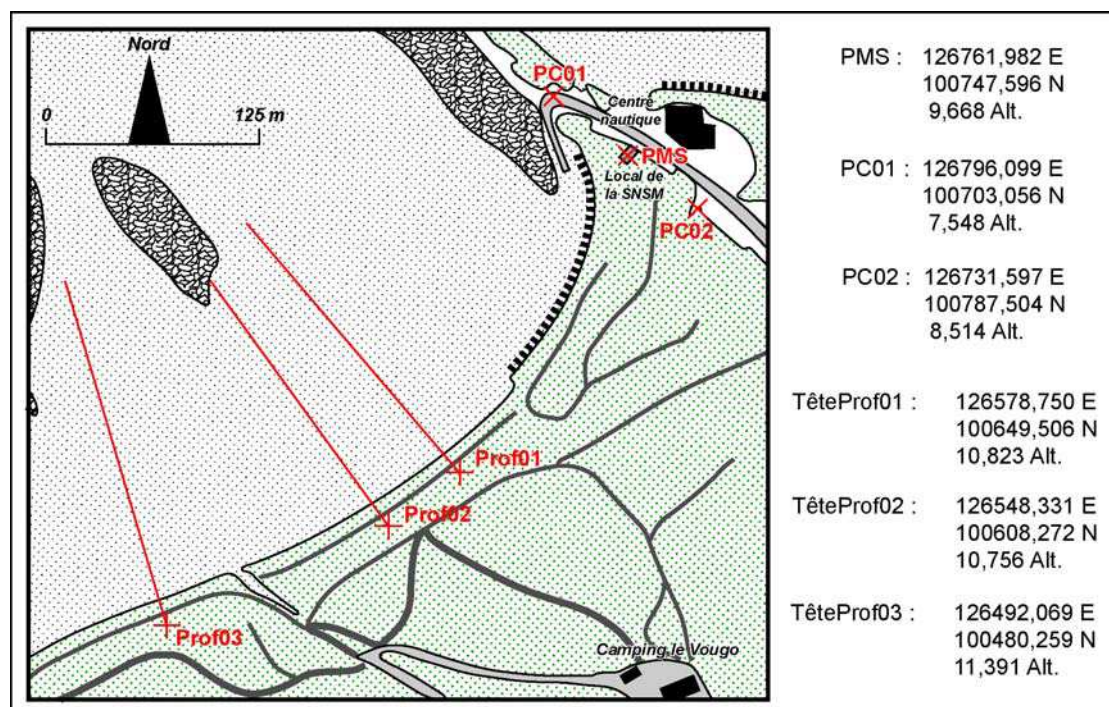 Nord
0 125 m
PC01
Centre
nautique
PMS
Local de
la SNSM
PC02
Prof01
Prof02
Prof03
Camping le Vougo
PMS : 126761,982 E
100747,596 N
9,668 Alt.
PC01 : 126796,099 E
100703,056 N
7,548 Alt.
PC02 : 126731,597 E
100787,504 N
8,514 Alt.
TêteProf01 : 126578,750 E
100649,506 N
10,823 Alt.
TêteProf02 : 126548,331 E
100608,272 N
10,756 Alt.
TêteProf03 : 126492,069 E
100480,259 N
11,391 Alt.